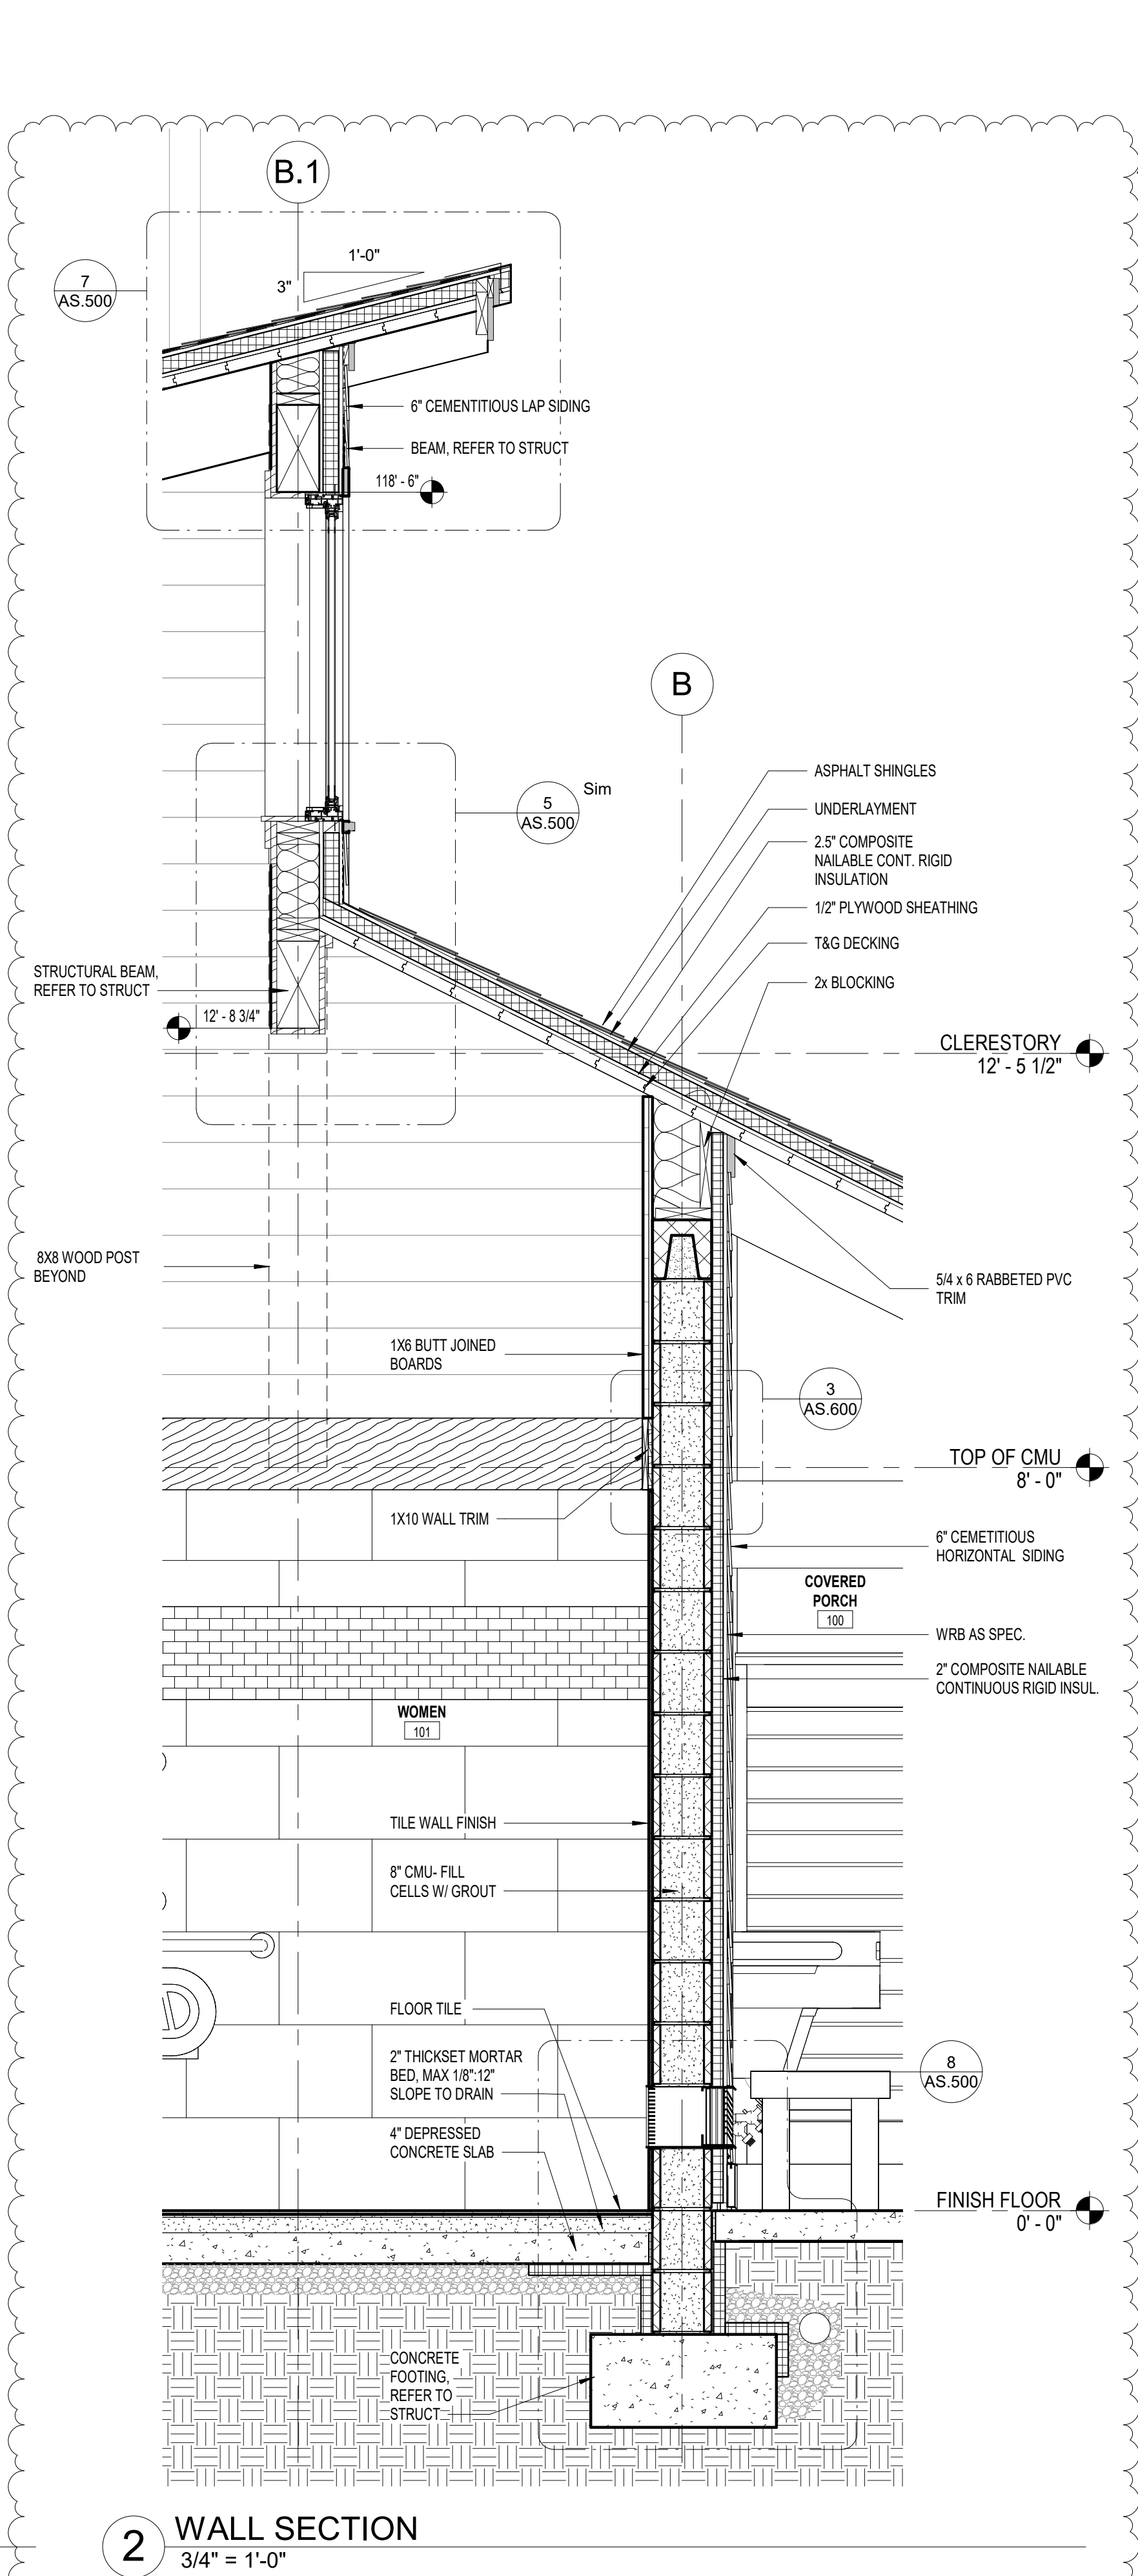 B.1
1'-0"
3"
7
AS.500
6" CEMENTITIOUS LAP SIDING
BEAM, REFER TO STRUCT
118' - 6"
B
5
AS.500
Sim
ASPHALT SHINGLES
UNDERLAYMENT
2.5" COMPOSITE
NAILABLE CONT. RIGID
INSULATION
1/2" PLYWOOD SHEATHING
T&G DECKING
2x BLOCKING
STRUCTURAL BEAM,
REFER TO STRUCT
12' - 8 3/4"
CLERESTORY
12' - 5 1/2"
8X8 WOOD POST
BEYOND
5/4 x 6 RABBETED PVC
TRIM
1X6 BUTT JOINED
BOARDS
3
AS.600
TOP OF CMU
8' - 0"
1X10 WALL TRIM
6" CEMETITIOUS
HORIZONTAL SIDING
COVERED
PORCH
100
WRB AS SPEC.
2" COMPOSITE NAILABLE
CONTINUOUS RIGID INSUL.
WOMEN
101
TILE WALL FINISH
8" CMU- FILL
CELLS W/ GROUT
FLOOR TILE
2" THICKSET MORTAR
BED, MAX 1/8":12"
SLOPE TO DRAIN
8
AS.500
4" DEPRESSED
CONCRETE SLAB
FINISH FLOOR
0' - 0"
CONCRETE
FOOTING,
REFER TO
STRUCT
2
WALL SECTION
3/4" = 1'-0"